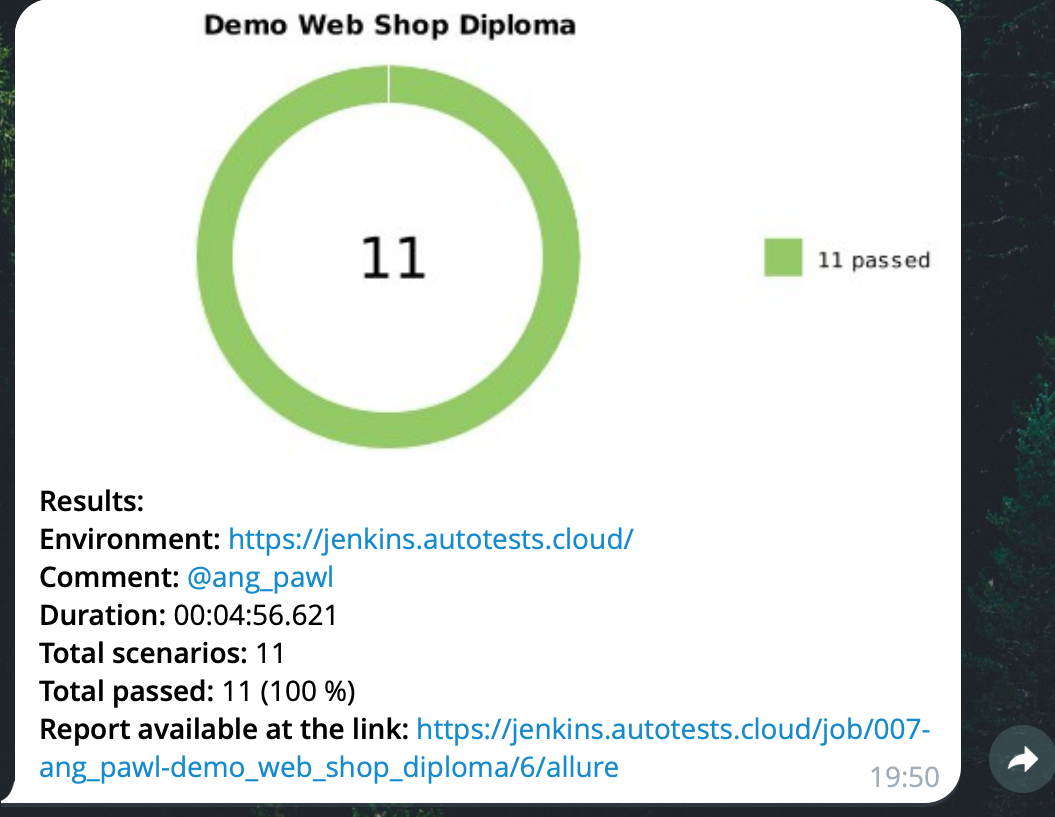 Demo Web Shop Diploma
11
11 passed
Results:
Environment: https://jenkins.autotests.cloud/
Comment: @ang_pawl
Duration: 00:04:56.621
Total scenarios: 11
Total passed: 11 (100 %)
Report available at the link: https://jenkins.autotests.cloud/job/007-
ang_pawl-demo_web_shop_diploma/6/allure
19:50